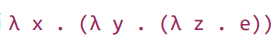 λ x . (λ y . (λ z . e))